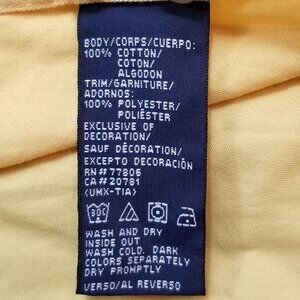 BODY/CORPS/CUERPO:
100% COTTON/
COTON/
ALGODON
TRIM/GARNITURE/
ADORNOS:
100% POLYESTER/
POLIÉSTER
EXCLUSIVE OF
DECORATION/
SAUF DÉCORATION/
EXCEPTO DECORACIÓN
RN#77806
CA#20781
(UMX-TIA)
30C
WASH AND DRY
INSIDE OUT
WASH COLD. DARK
COLORS SEPARATELY
DRY PROMPTLY
VERSO/AL REVERSO